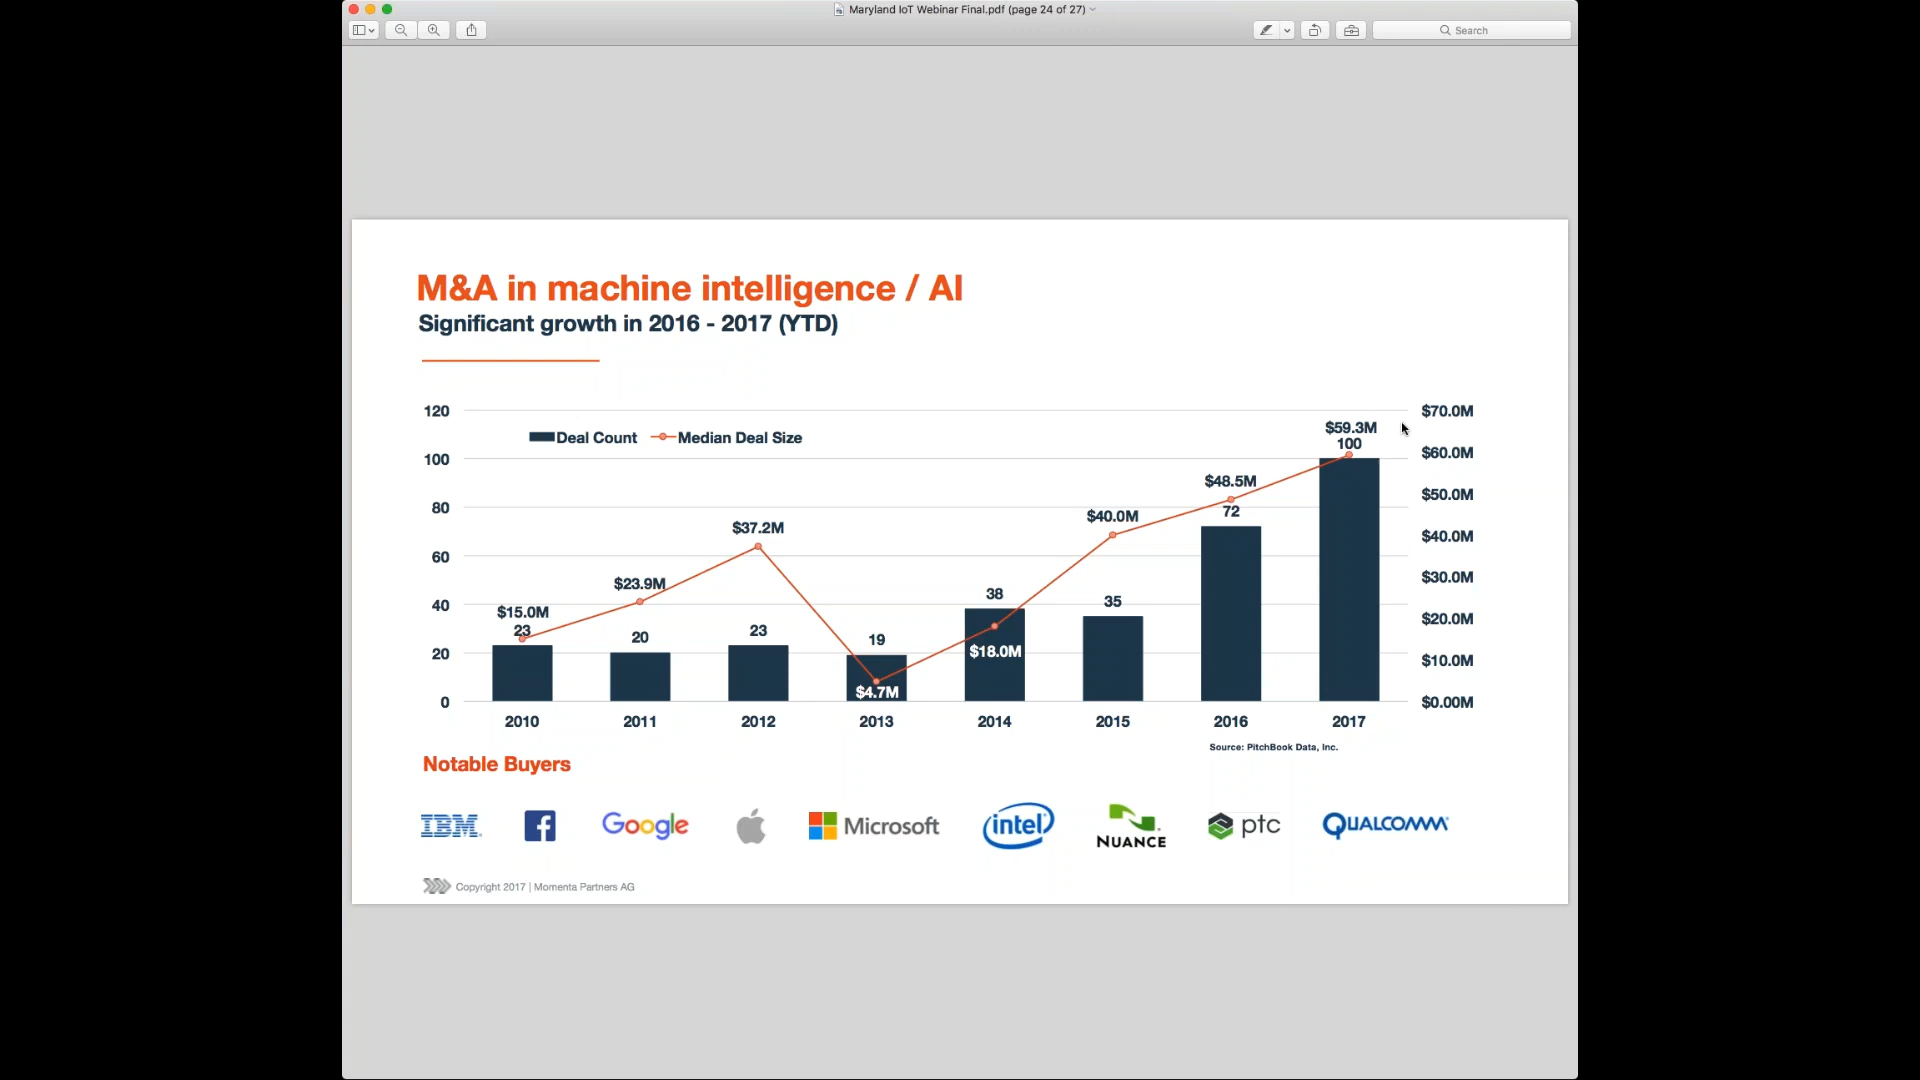 Maryland IoT Webinar Final.pdf (page 24 of 27)
Search
M&A in machine intelligence / AI
Significant growth in 2016 - 2017 (YTD)
Deal Count
Median Deal Size
120
100
80
60
40
20
0
$70.0M
$60.0M
$50.0M
$40.0M
$30.0M
$20.0M
$10.0M
$0.00M
$15.0M
23
$23.9M
20
$37.2M
23
19
$4.7M
38
$18.0M
$40.0M
35
$48.5M
72
$59.3M
100
2010
2011
2012
2013
2014
2015
2016
2017
Source: PitchBook Data, Inc.
Notable Buyers
IBM
f
Google
Microsoft
intel
NUANCE
ptc
QUALCOMM
Copyright 2017 | Momenta Partners AG